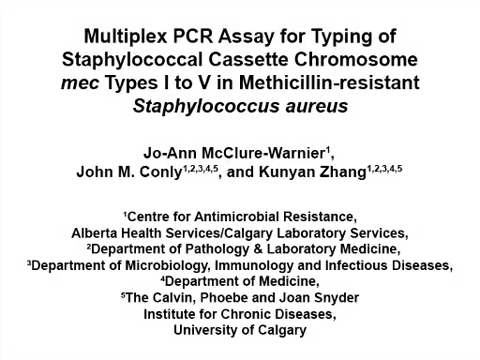 Multiplex PCR Assay for Typing of
Staphylococcal Cassette Chromosome
mec Types I to V in Methicillin-resistant
Staphylococcus aureus
Jo-Ann McClure-Warnier¹,
John M. Conly¹,²,³,⁴,⁵, and Kunyan Zhang¹,²,³,⁴,⁵
¹Centre for Antimicrobial Resistance,
Alberta Health Services/Calgary Laboratory Services,
²Department of Pathology & Laboratory Medicine,
³Department of Microbiology, Immunology and Infectious Diseases,
⁴Department of Medicine,
⁵The Calvin, Phoebe and Joan Snyder
Institute for Chronic Diseases,
University of Calgary